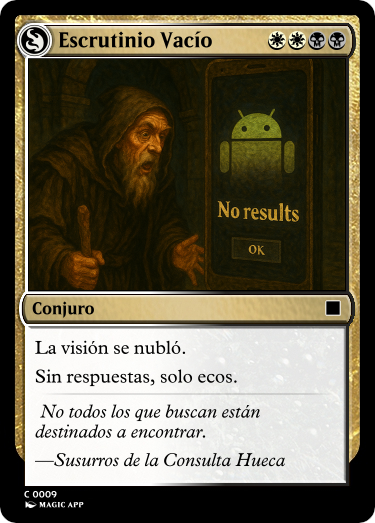 Escrutinio Vacío
No results
OK
Conjuro
La visión se nubló.
Sin respuestas, solo ecos.
No todos los que buscan están
destinados a encontrar.
—Susurros de la Consulta Hueca
C 0009
MAGIC APP